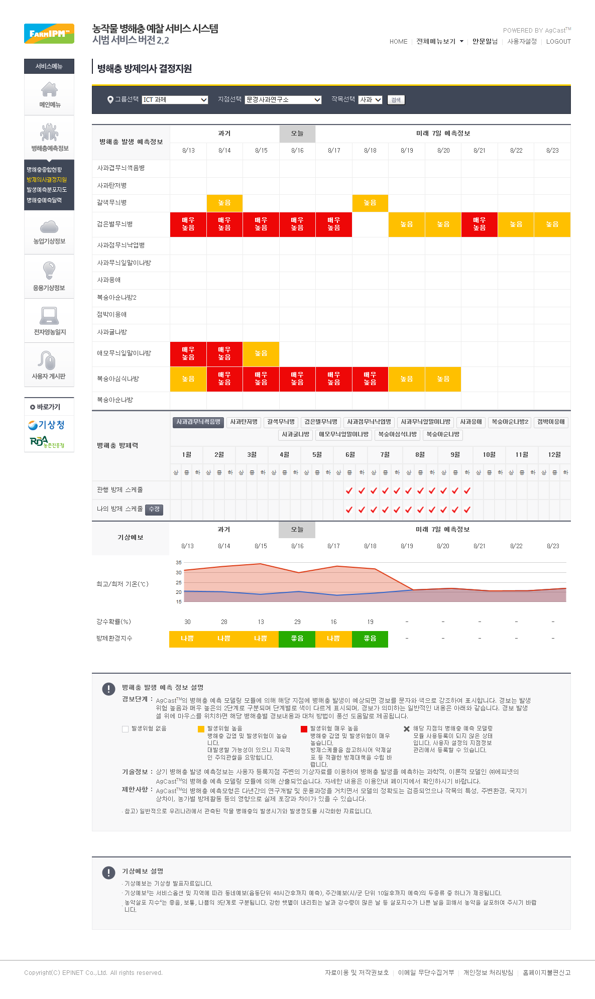 FARMIPM™
농작물 병해충 예찰 서비스 시스템
시범 서비스 버전 2.2
POWERED BY AgCast™
HOME 전체메뉴보기 안문일님 사용자설정 LOGOUT
서비스메뉴
메인메뉴
병해충예측정보
병해충종합현황
방제의사결정지원
발생예측분포지도
병해충예측달력
농업기상정보
응용기상정보
전자영농일지
사용자 게시판
바로가기
기상청
RDA 농촌진흥청
병해충 방제의사 결정지원
그룹선택 ICT 과제 지점선택 문경사과연구소 작목선택 사과 검색
병해충 발생 예측정보 과거 오늘 미래 7일 예측정보
8/13 8/14 8/15 8/16 8/17 8/18 8/19 8/20 8/21 8/22 8/23
사과겹무늬썩음병
사과탄저병
갈색무늬병 높음 높음
검은별무늬병 매우 높음 매우 높음 매우 높음 매우 높음 매우 높음 높음 높음 매우 높음 높음 높음
사과점무늬낙엽병
사과무늬잎말이나방
사과응애
복숭아순나방2
점박이응애
사과굴나방
애모무늬잎말이나방 매우 높음 매우 높음 높음
복숭아심식나방 높음 매우 높음 매우 높음 매우 높음 매우 높음 매우 높음 높음 높음
복숭아순나방
병해충 방제력
사과겹무늬썩음병 사과탄저병 갈색무늬병 검은별무늬병 사과점무늬낙엽병 사과무늬잎말이나방 사과응애 복숭아순나방2 점박이응애
사과굴나방 애모무늬잎말이나방 복숭아심식나방 복숭아순나방
1월 2월 3월 4월 5월 6월 7월 8월 9월 10월 11월 12월
상 중 하 상 중 하 상 중 하 상 중 하 상 중 하 상 중 하 상 중 하 상 중 하 상 중 하 상 중 하 상 중 하 상 중 하
관행 방제 스케줄
나의 방제 스케줄 수정
기상예보 과거 오늘 미래 7일 예측정보
8/13 8/14 8/15 8/16 8/17 8/18 8/19 8/20 8/21 8/22 8/23
최고/최저 기온(℃)
35
30
25
20
15
강수확률(%) 30 28 13 29 16 19 - - - - -
방제환경지수 나쁨 나쁨 나쁨 좋음 나쁨 좋음 - - - - -
병해충 발생 예측 정보 설명
경보단계 : AgCast™의 병해충 예측 모델링 모듈에 의해 해당 지점에 병해충 발생이 예상되면 경보를 문자와 색으로 강조하여 표시합니다. 경보는 발생
위험 높음과 매우 높은의 2단계로 구분되며 단계별로 색이 다르게 표시되며, 경보가 의미하는 일반적인 내용은 아래와 같습니다. 경보 발생
셀 위에 마우스를 위치하면 해당 병해충별 경보내용과 대처 방법이 풍선 도움말로 제공됩니다.
발생위험 없음
발생위험 높음
병해충 감염 및 발생위험이 높습
니다.
대발생할 가능성이 있으니 지속적
인 주의관찰을 요망합니다.
발생위험 매우 높음
병해충 감염 및 발생위험이 매우
높습니다.
방제스케줄을 참고하시어 약제살
포 등 적절한 방제대책을 수립 바
랍니다.
해당 지점의 병해충 예측 모델링
모듈 사용등록이 되지 않은 상태
입니다. 사용자 설정의 지점정보
관리에서 등록할 수 있습니다.
기술정보 : 상기 병해충 발생 예측정보는 사용자 등록지점 주변의 기상자료를 이용하여 병해충 발생을 예측하는 과학적, 이론적 모델인 ㈜에피넷의
AgCast™의 병해충 예측 모델링 모듈에 의해 산출되었습니다. 자세한 내용은 이용안내 페이지에서 확인하시기 바랍니다.
제한사항 : AgCast™의 병해충 예측모형은 다년간의 연구개발 및 운용과정을 거치면서 모델의 정확도는 검증되었으나 작목의 특성, 주변환경, 국지기
상차이, 농가별 방제활동 등의 영향으로 실제 포장과 차이가 있을 수 있습니다.
· 참고) 일반적으로 우리나라에서 관측된 작물 병해충의 발생시기와 발생정도를 시각화한 자료입니다.
기상예보 설명
· 기상예보는 기상청 발표자료입니다.
· 기상예보³는 서비스옵션 및 지역에 따라 동네예보(읍동단위 48시간후까지 예측), 주간예보(시/군 단위 10일후까지 예측)의 두종류 중 하나가 제공됩니다.
· 농약살포 지수⁴는 좋음, 보통, 나쁨의 3단계로 구분됩니다. 강한 햇볕이 내리쬐는 날과 강수량이 많은 날 등 살포지수가 나쁜 날을 피해서 농약을 살포하여 주시기 바랍
니다.
Copyright(C) EPINET Co.,Ltd. All rights reserved.
자료이용 및 저작권보호 이메일 무단수집거부 개인정보 처리방침 홈페이지불편신고